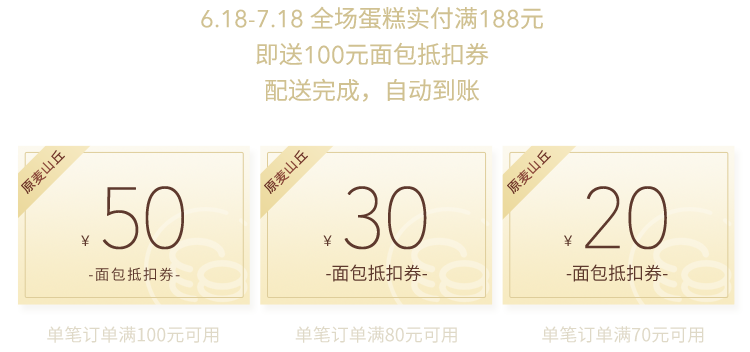 6.18-7.18 全场蛋糕实付满188元
即送100元面包抵扣券
配送完成，自动到账
原麦山丘
¥ 50
-面包抵扣券-
单笔订单满100元可用
原麦山丘
¥ 30
-面包抵扣券-
单笔订单满80元可用
原麦山丘
¥ 20
-面包抵扣券-
单笔订单满70元可用